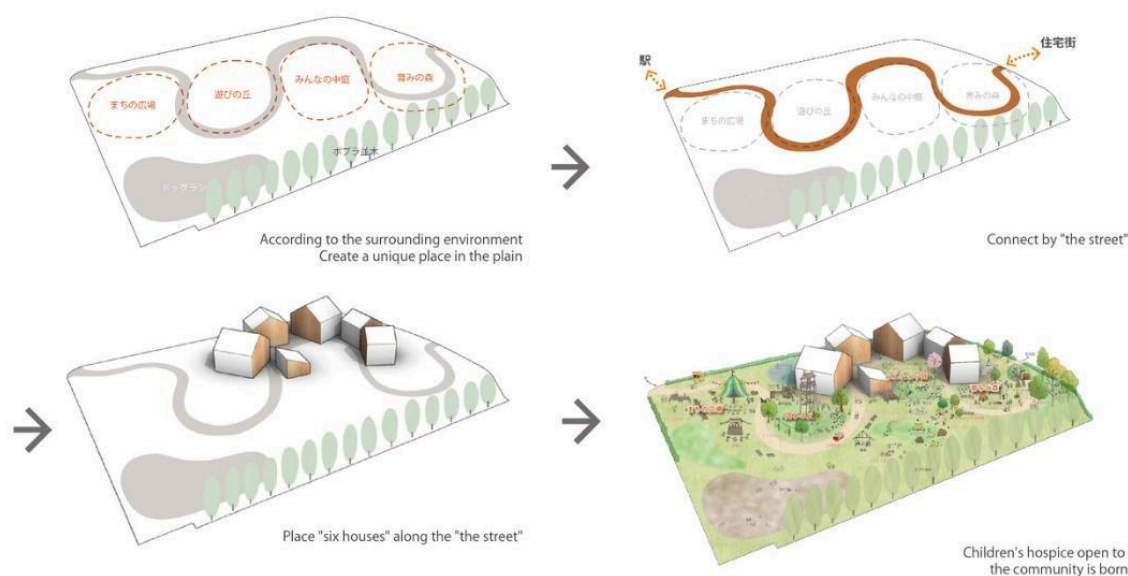 まちの広場
遊びの丘
みんなの中庭
育みの森
ポプラ並木
ドッグラン
According to the surrounding environment
Create a unique place in the plain
駅
住宅街
まちの広場
遊びの丘
みんなの中庭
育みの森
Connect by "the street"
Place "six houses" along the "the street"
Children's hospice open to
the community is born